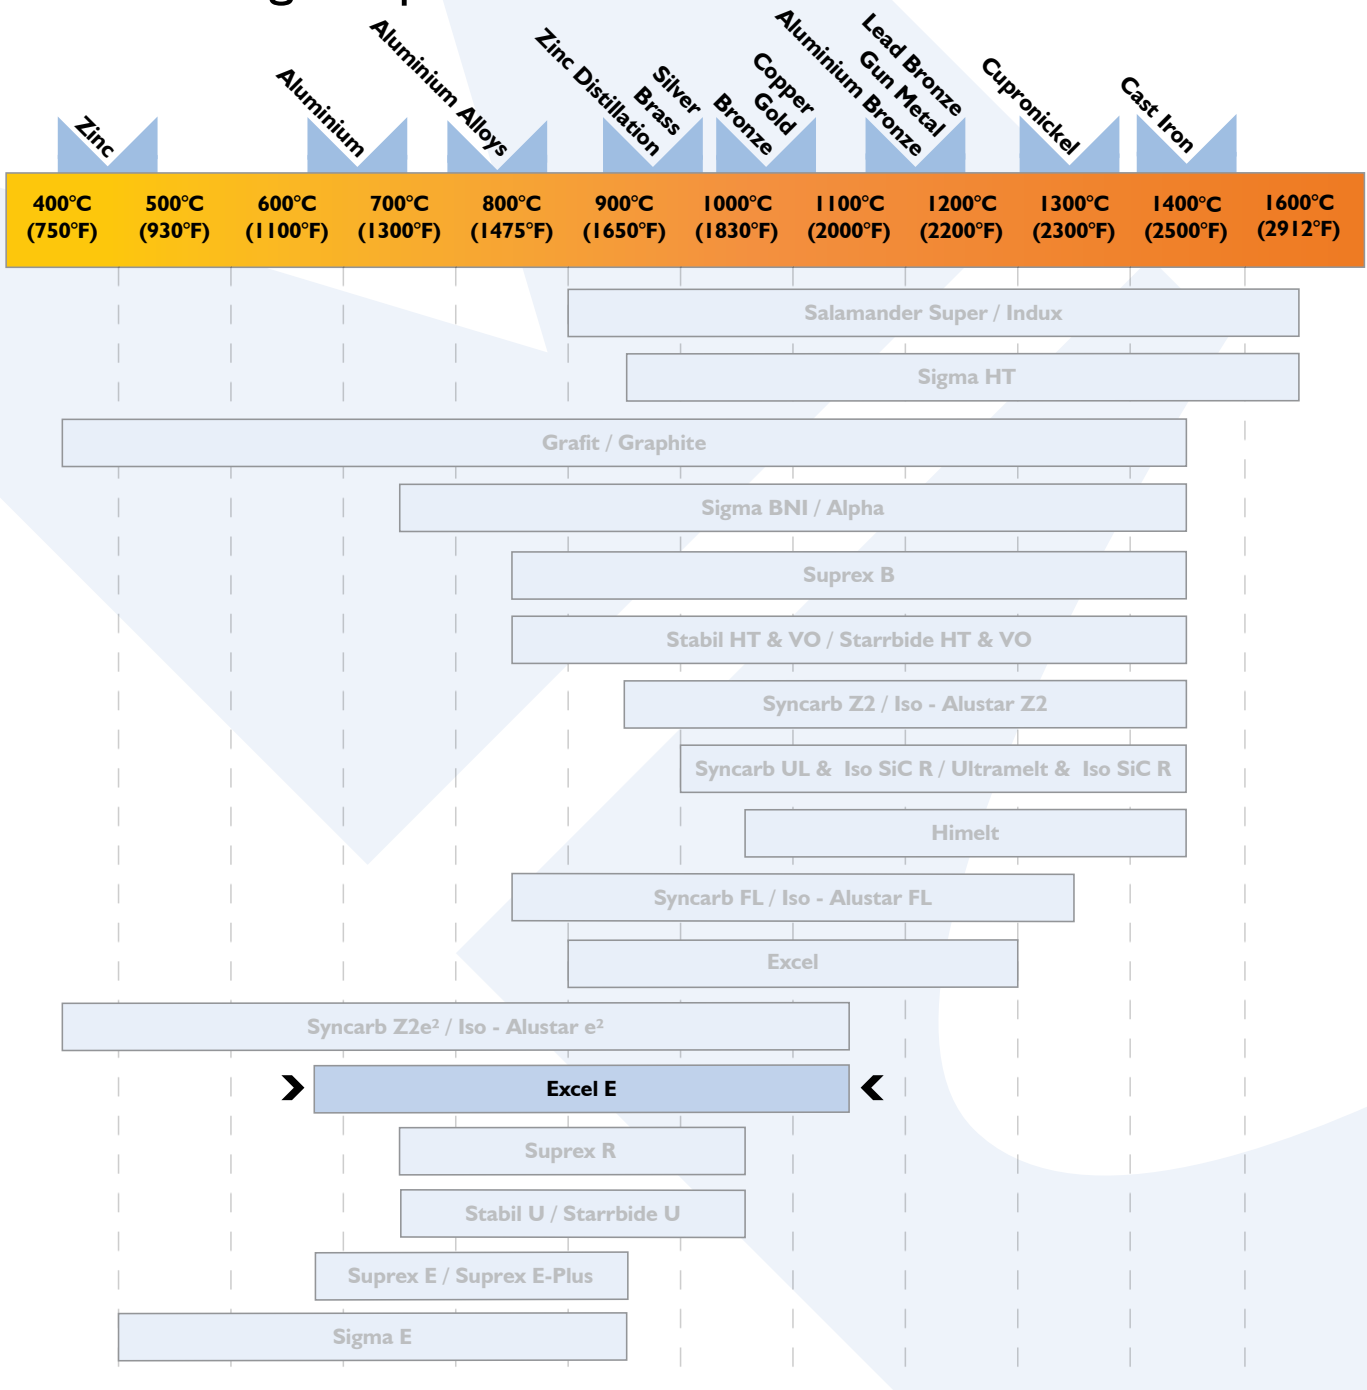 Zinc
Aluminium
Aluminium Alloys
Zinc Distillation
Silver
Brass
Copper
Gold
Bronze
Lead Bronze
Gun Metal
Aluminium Bronze
Cupronickel
Cast Iron
400°C 500°C 600°C 700°C 800°C 900°C 1000°C 1100°C 1200°C 1300°C 1400°C 1600°C
(750°F) (930°F) (1100°F) (1300°F) (1475°F) (1650°F) (1830°F) (2000°F) (2200°F) (2300°F) (2500°F) (2912°F)
Salamander Super / Indux
Sigma HT
Grafit / Graphite
Sigma BNI / Alpha
Suprex B
Stabil HT & VO / Starrbide HT & VO
Syncarb Z2 / Iso - Alustar Z2
Syncarb UL & Iso SiC R / Ultramelt & Iso SiC R
Himelt
Syncarb FL / Iso - Alustar FL
Excel
Syncarb Z2e² / Iso - Alustar e²
Excel E
Suprex R
Stabil U / Starrbide U
Suprex E / Suprex E-Plus
Sigma E